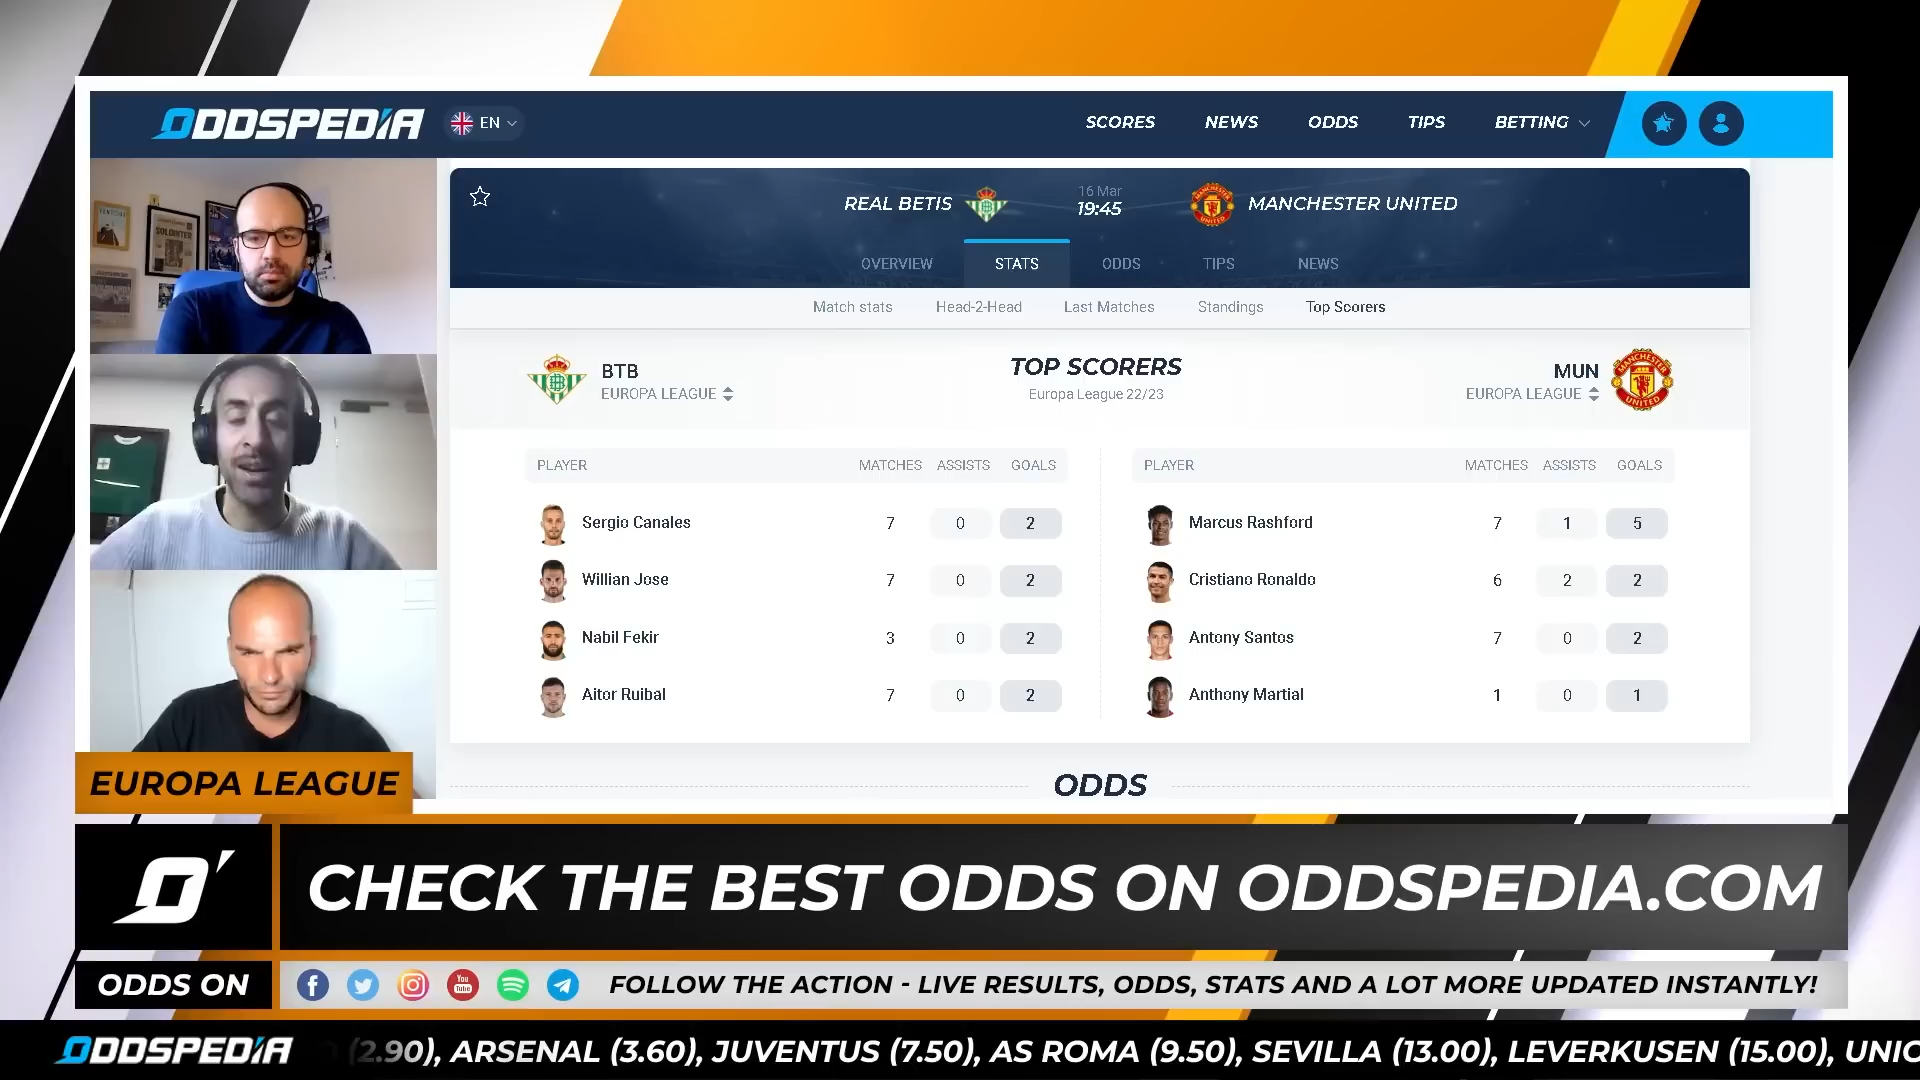 ODDSPEDIA
EN
SCORES NEWS ODDS TIPS BETTING
REAL BETIS
16 Mar
19:45
MANCHESTER UNITED
OVERVIEW STATS ODDS TIPS NEWS
Match stats Head-2-Head Last Matches Standings Top Scorers
BTB
EUROPA LEAGUE
TOP SCORERS
Europa League 22/23
MUN
EUROPA LEAGUE
PLAYER MATCHES ASSISTS GOALS
Sergio Canales 7 0 2
Willian Jose 7 0 2
Nabil Fekir 3 0 2
Aitor Ruibal 7 0 2
PLAYER MATCHES ASSISTS GOALS
Marcus Rashford 7 1 5
Cristiano Ronaldo 6 2 2
Antony Santos 7 0 2
Anthony Martial 1 0 1
ODDS
EUROPA LEAGUE
O'
CHECK THE BEST ODDS ON ODDSPEDIA.COM
ODDS ON
You Tube
FOLLOW THE ACTION - LIVE RESULTS, ODDS, STATS AND A LOT MORE UPDATED INSTANTLY!
ODDSPEDIA
(2.90), ARSENAL (3.60), JUVENTUS (7.50), AS ROMA (9.50), SEVILLA (13.00), LEVERKUSEN (15.00),